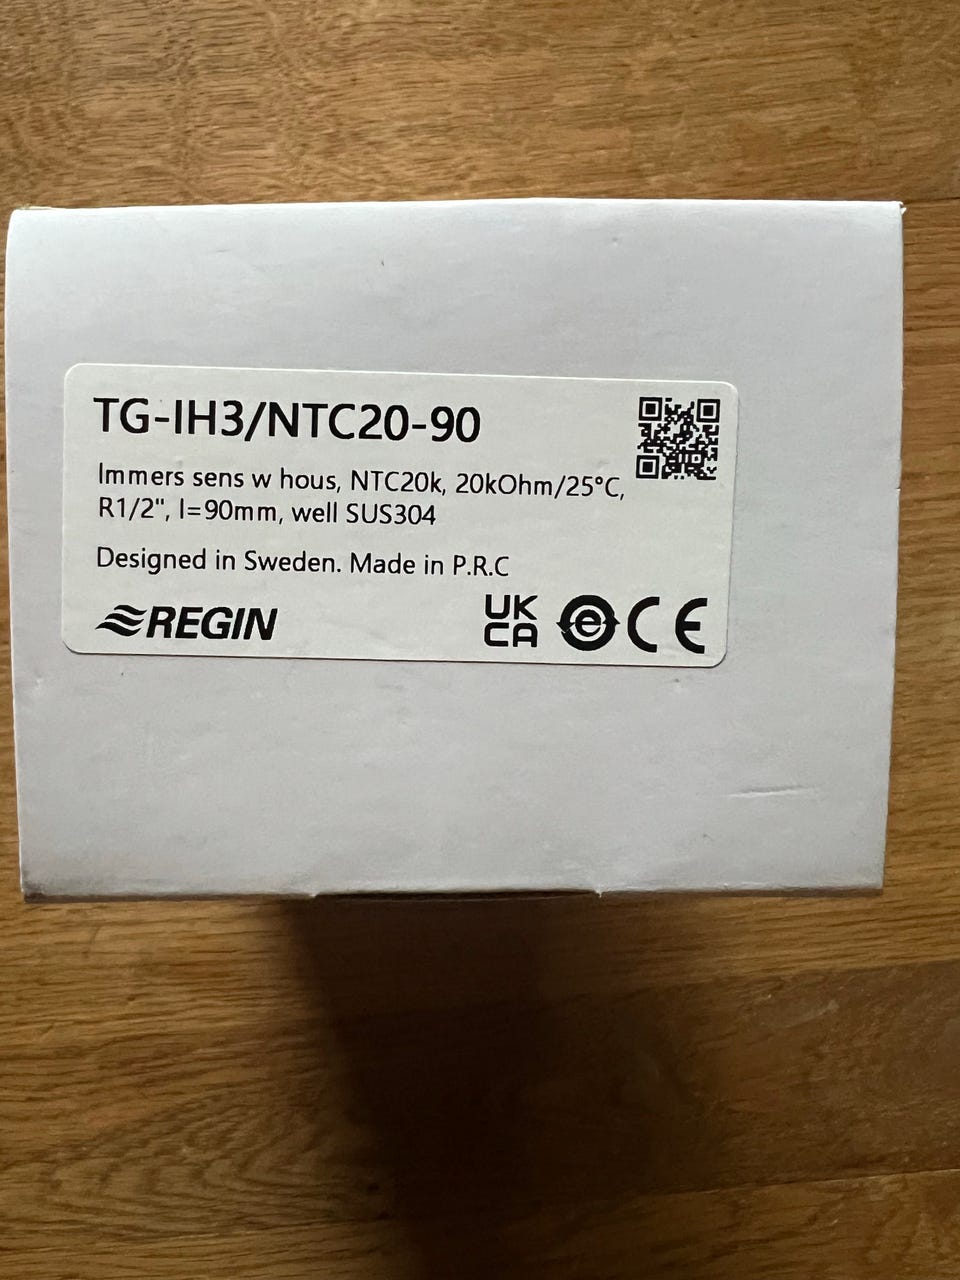 TG-IH3/NTC20-90
Immers sens w hous, NTC20k, 20kOhm/25°C,
R1/2", l=90mm, well SUS304
Designed in Sweden. Made in P.R.C
REGIN
UK
CA
e
CE